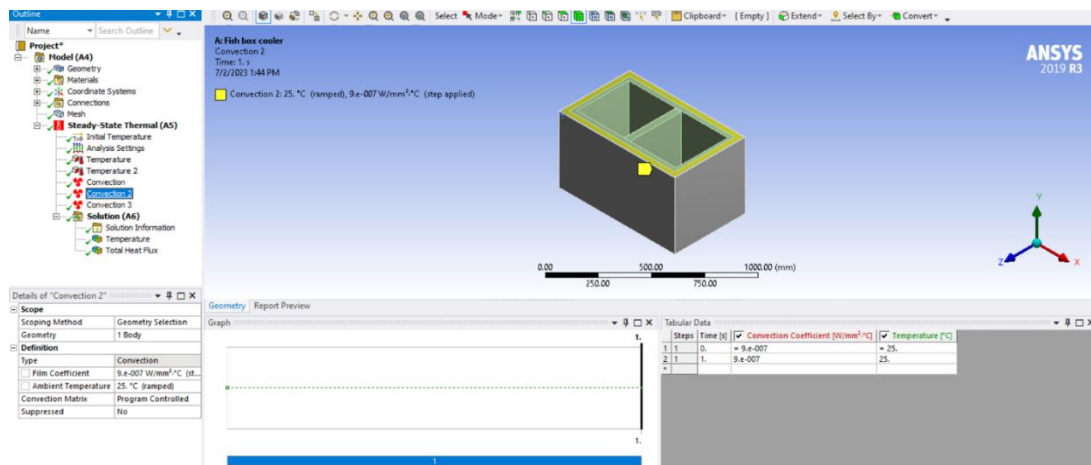 Outline
Name
Search Outline
Project*
Model (A4)
Geometry
Materials
Coordinate Systems
Connections
Mesh
Steady-State Thermal (A5)
Initial Temperature
Analysis Settings
Temperature
Temperature 2
Convection
Convection 2
Convection 3
Solution (A6)
Solution Information
Temperature
Total Heat Flux
Select Mode Clipboard [ Empty ] Extend Select By Convert
A: Fish box cooler
Convection 2
Time: 1. s
7/2/2023 1:44 PM
Convection 2: 25. °C (ramped), 9.e-007 W/mm²·°C (step applied)
ANSYS
2019 R3
Y
Z
X
0.00 500.00 1000.00 (mm)
250.00 750.00
Geometry Report Preview
Details of "Convection 2"
Scope
Scoping Method Geometry Selection
Geometry 1 Body
Definition
Type Convection
Film Coefficient 9.e-007 W/mm²·°C (st...
Ambient Temperature 25. °C (ramped)
Convection Matrix Program Controlled
Suppressed No
Graph
1.
1.
1
Tabular Data
Steps Time [s] Convection Coefficient [W/mm²·°C] Temperature [°C]
1 1 0. = 9.e-007 = 25.
2 1 1. 9.e-007 25.
*